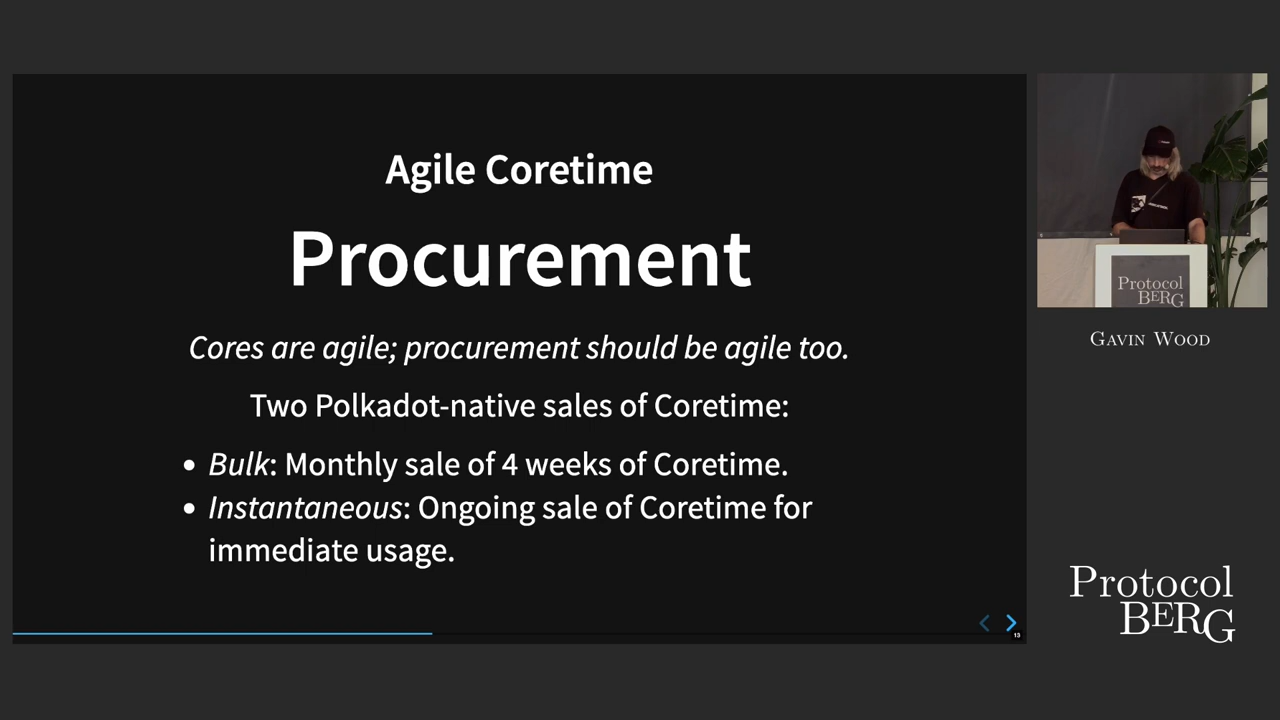 Agile Coretime
Procurement
Cores are agile; procurement should be agile too.
Two Polkadot-native sales of Coretime:
• Bulk: Monthly sale of 4 weeks of Coretime.
• Instantaneous: Ongoing sale of Coretime for
immediate usage.
13
Protocol
BERG
GAVIN WOOD
Protocol
BERG